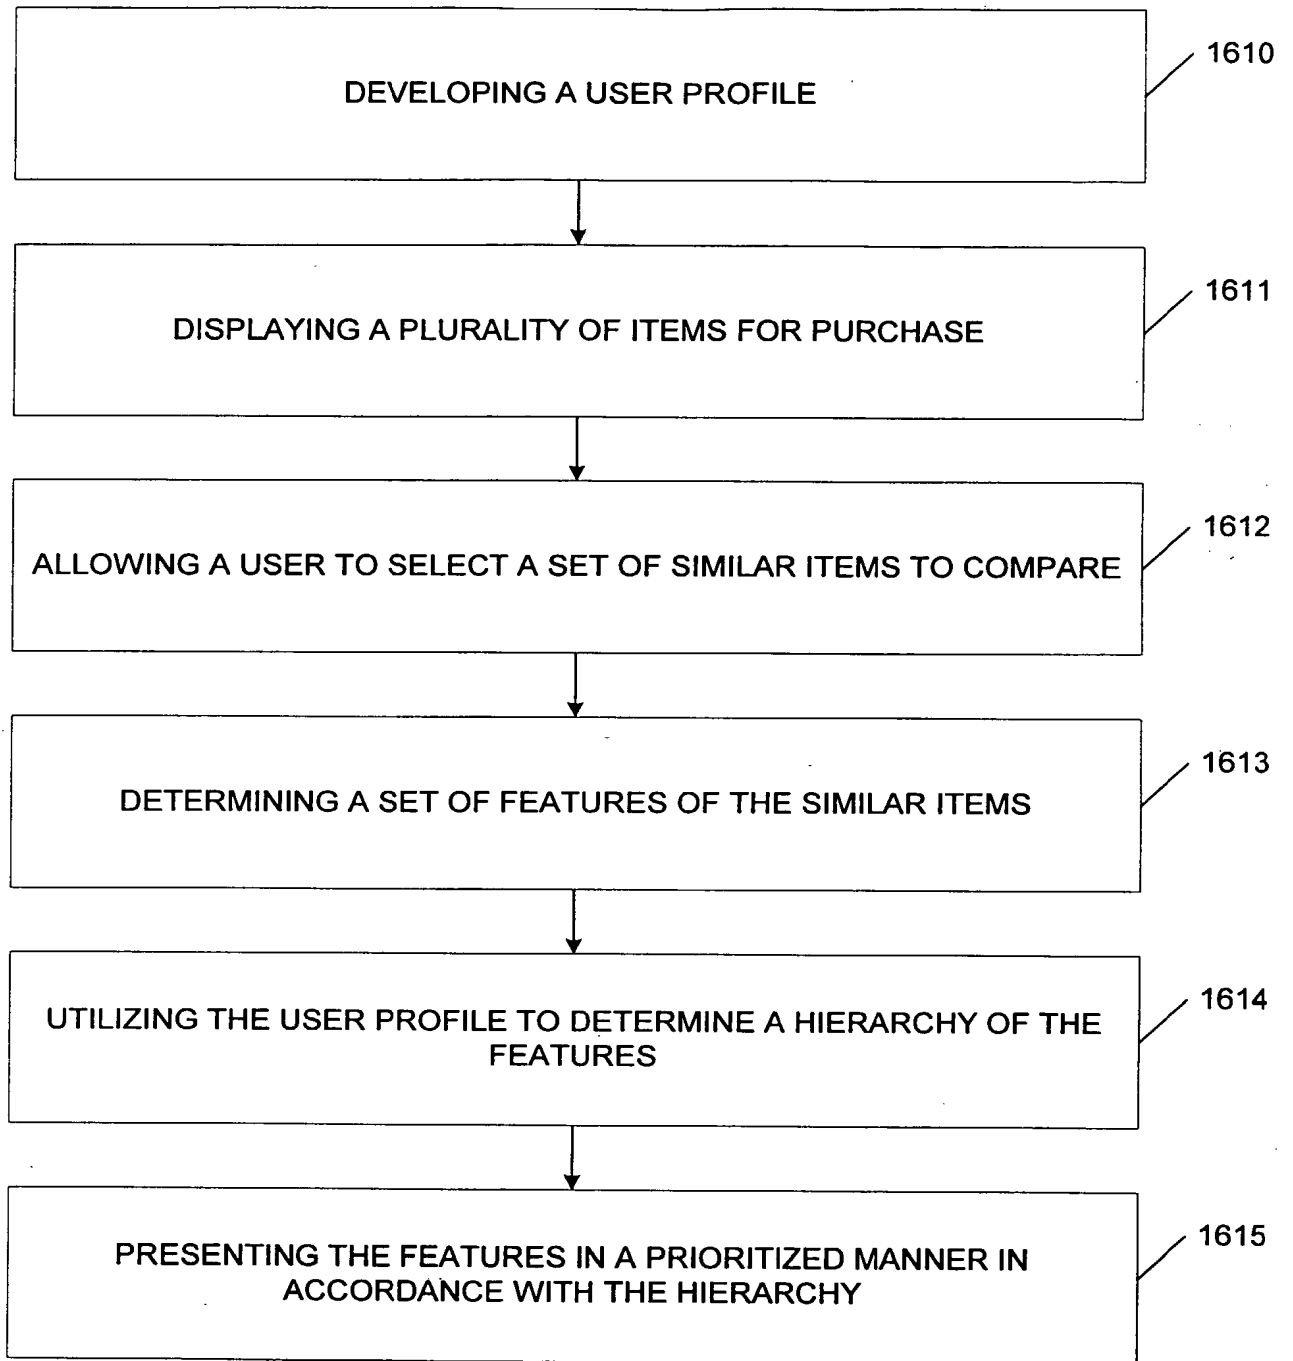 DEVELOPING A USER PROFILE
1610
DISPLAYING A PLURALITY OF ITEMS FOR PURCHASE
1611
ALLOWING A USER TO SELECT A SET OF SIMILAR ITEMS TO COMPARE
1612
DETERMINING A SET OF FEATURES OF THE SIMILAR ITEMS
1613
UTILIZING THE USER PROFILE TO DETERMINE A HIERARCHY OF THE
FEATURES
1614
PRESENTING THE FEATURES IN A PRIORITIZED MANNER IN
ACCORDANCE WITH THE HIERARCHY
1615